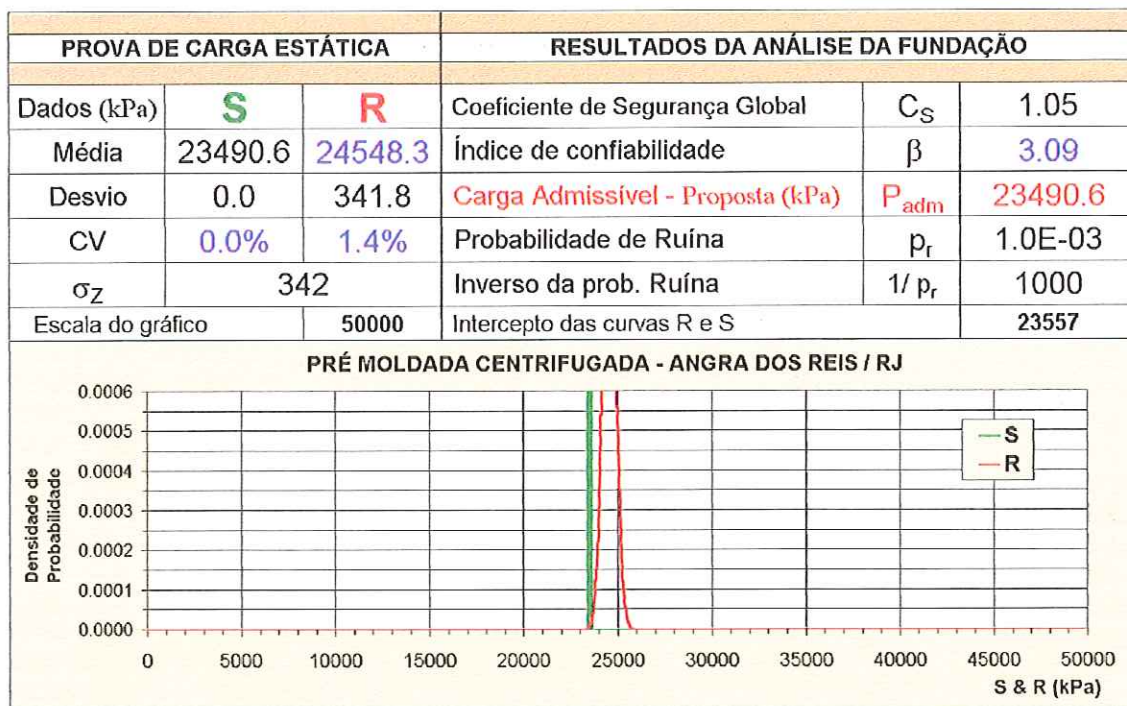 PROVA DE CARGA ESTÁTICA RESULTADOS DA ANÁLISE DA FUNDAÇÃO
Dados (kPa) S R Coeficiente de Segurança Global C_S 1.05
Média 23490.6 24548.3 Índice de confiabilidade β 3.09
Desvio 0.0 341.8 Carga Admissível - Proposta (kPa) P_adm 23490.6
CV 0.0% 1.4% Probabilidade de Ruína p_r 1.0E-03
σ_Z 342 Inverso da prob. Ruína 1/ p_r 1000
Escala do gráfico 50000 Intercepto das curvas R e S 23557
PRÉ MOLDADA CENTRIFUGADA - ANGRA DOS REIS / RJ
Densidade de
Probabilidade
0.0006
0.0005
0.0004
0.0003
0.0002
0.0001
0.0000
S
R
0 5000 10000 15000 20000 25000 30000 35000 40000 45000 50000
S & R (kPa)